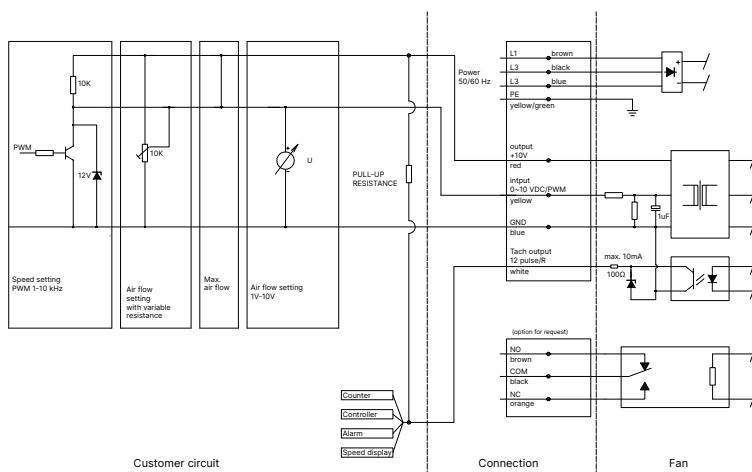 L1 brown
Power
50/60 Hz
L3 black
L3 blue
PE
yellow/green
10K
PWM
12V
10K
U
PULL-UP
RESISTANCE
output
+10V
red
intput
0~10 VDC/PWM
yellow
1uF
GND
blue
Tach output
12 pulse/R
white
max. 10mA
100Ω
Speed setting
PWM 1-10 kHz
Air flow
setting
with variable
resistance
Max.
air flow
Air flow setting
1V-10V
(option for request)
NO
brown
COM
black
NC
orange
Counter
Controller
Alarm
Speed display
Customer circuit
Connection
Fan